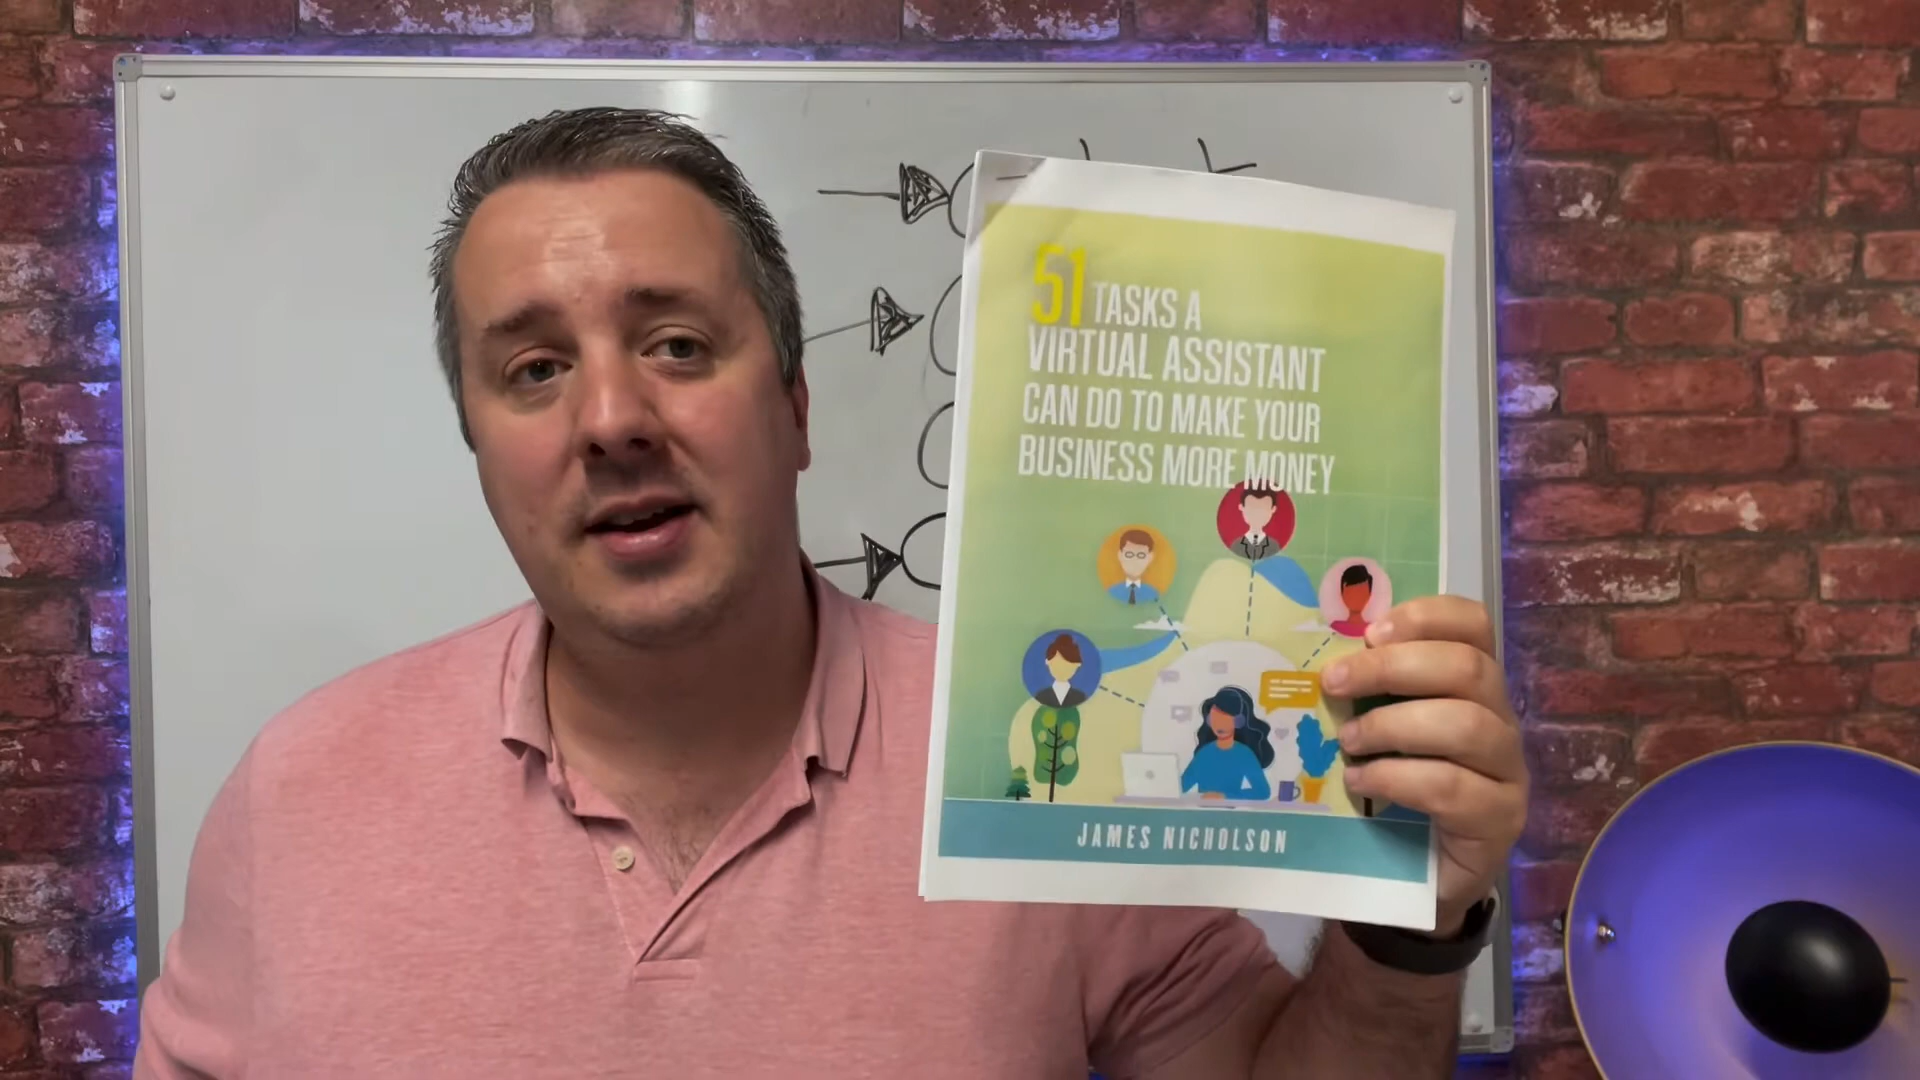 51 TASKS A
VIRTUAL ASSISTANT
CAN DO TO MAKE YOUR
BUSINESS MORE MONEY
JAMES NICHOLSON